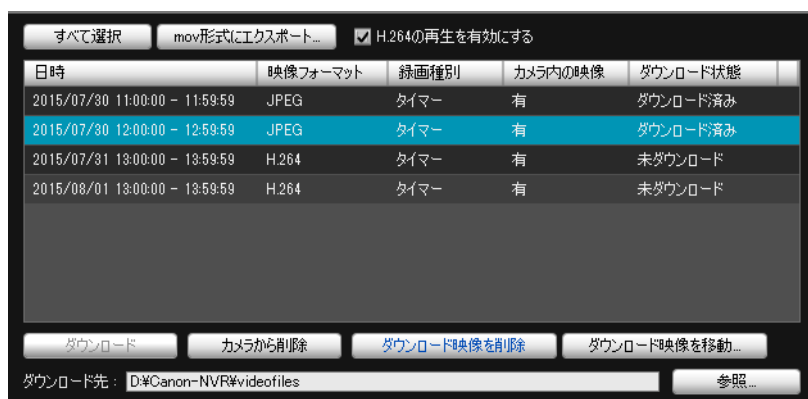 すべて選択 mov形式にエクスポート... H.264の再生を有効にする
日時 映像フォーマット 録画種別 カメラ内の映像 ダウンロード状態
2015/07/30 11:00:00 - 11:59:59 JPEG タイマー 有 ダウンロード済み
2015/07/30 12:00:00 - 12:59:59 JPEG タイマー 有 ダウンロード済み
2015/07/31 13:00:00 - 13:59:59 H.264 タイマー 有 未ダウンロード
2015/08/01 13:00:00 - 13:59:59 H.264 タイマー 有 未ダウンロード
ダウンロード カメラから削除 ダウンロード映像を削除 ダウンロード映像を移動...
ダウンロード先： D:¥Canon-NVR¥videofiles 参照...